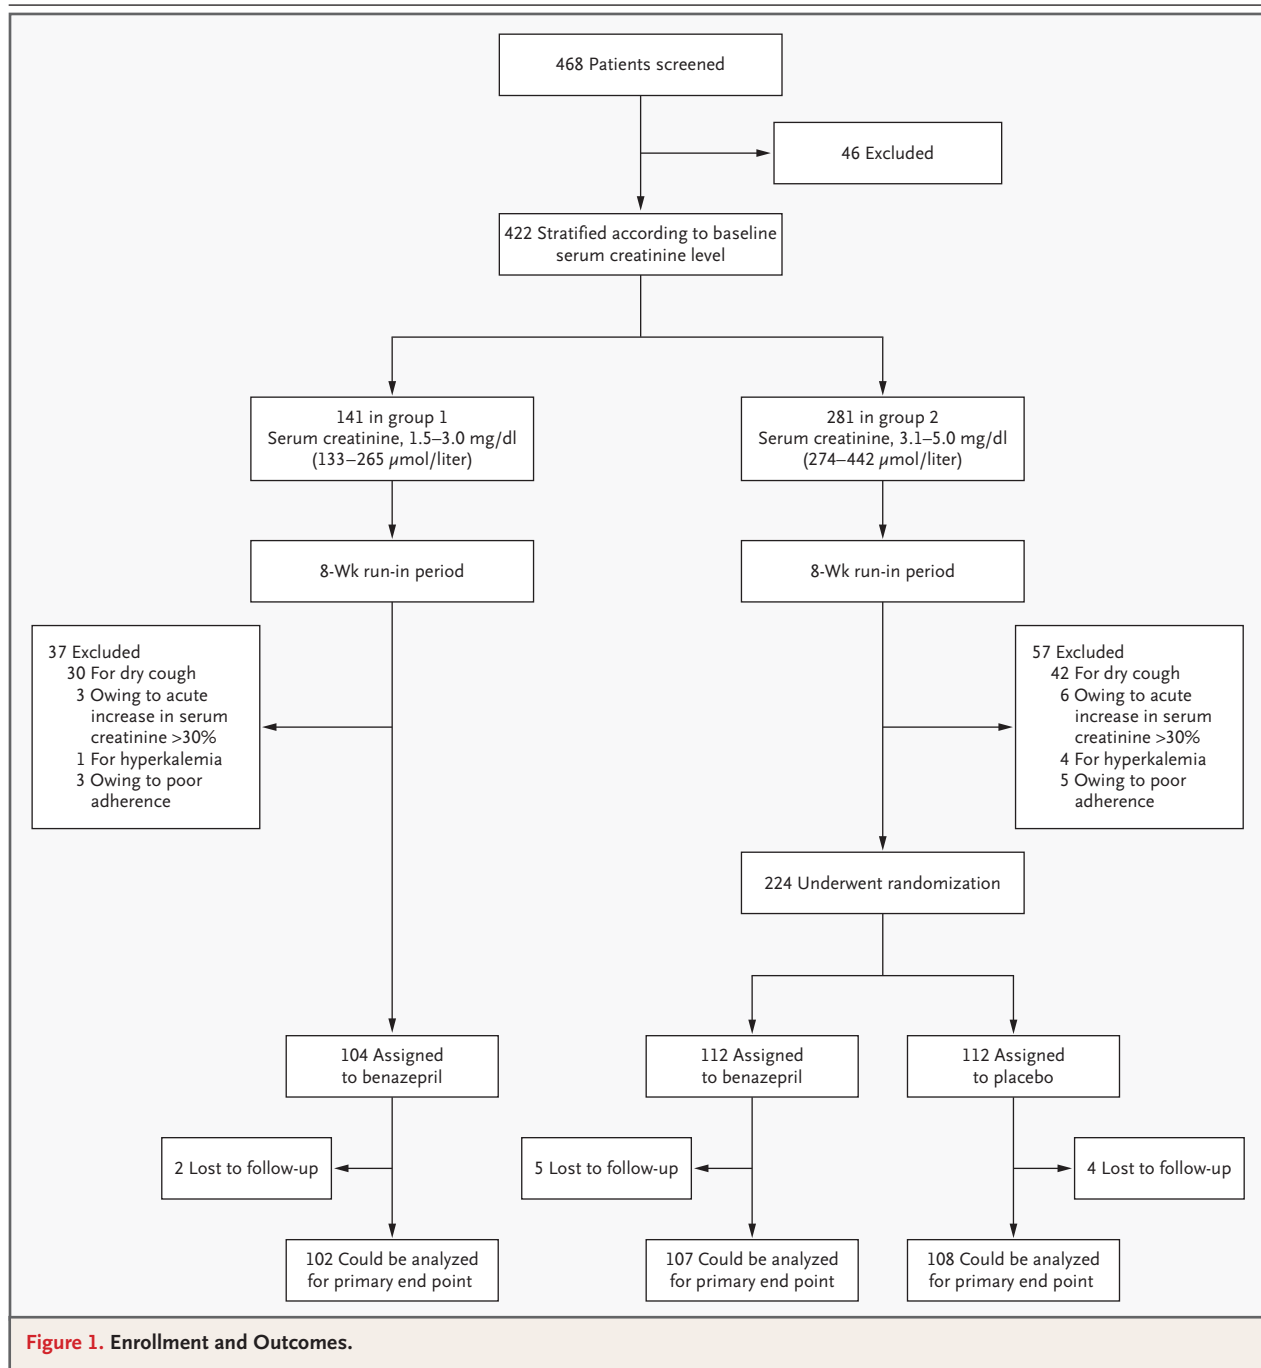 468 Patients screened
46 Excluded
422 Stratified according to baseline
serum creatinine level
141 in group 1
Serum creatinine, 1.5–3.0 mg/dl
(133–265 µmol/liter)
281 in group 2
Serum creatinine, 3.1–5.0 mg/dl
(274–442 µmol/liter)
8-Wk run-in period
8-Wk run-in period
37 Excluded
30 For dry cough
3 Owing to acute
increase in serum
creatinine >30%
1 For hyperkalemia
3 Owing to poor
adherence
57 Excluded
42 For dry cough
6 Owing to acute
increase in serum
creatinine >30%
4 For hyperkalemia
5 Owing to poor
adherence
224 Underwent randomization
104 Assigned
to benazepril
112 Assigned
to benazepril
112 Assigned
to placebo
2 Lost to follow-up
5 Lost to follow-up
4 Lost to follow-up
102 Could be analyzed
for primary end point
107 Could be analyzed
for primary end point
108 Could be analyzed
for primary end point
Figure 1. Enrollment and Outcomes.